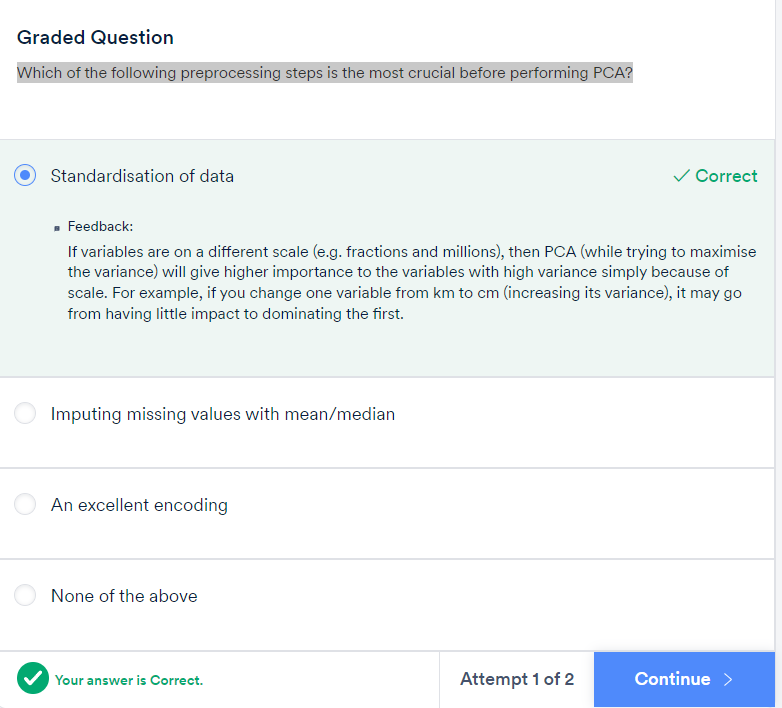 Graded Question
Which of the following preprocessing steps is the most crucial before performing PCA?
Standardisation of data
Correct
Feedback:
If variables are on a different scale (e.g. fractions and millions), then PCA (while trying to maximise
the variance) will give higher importance to the variables with high variance simply because of
scale. For example, if you change one variable from km to cm (increasing its variance), it may go
from having little impact to dominating the first.
Imputing missing values with mean/median
An excellent encoding
None of the above
Your answer is Correct.
Attempt 1 of 2
Continue